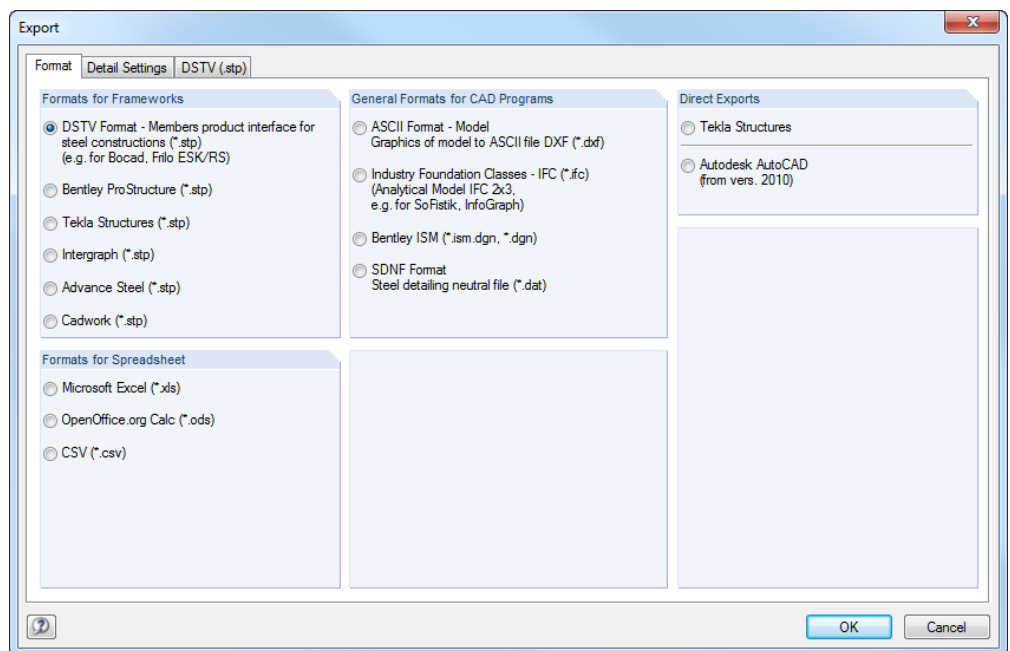 Export
Format
Detail Settings
DSTV (.stp)
Formats for Frameworks
DSTV Format - Members product interface for
steel constructions (*.stp)
(e.g. for Bocad, Frilo ESK/RS)
Bentley ProStructure (*.stp)
Tekla Structures (*.stp)
Intergraph (*.stp)
Advance Steel (*.stp)
Cadwork (*.stp)
Formats for Spreadsheet
Microsoft Excel (*.xls)
OpenOffice.org Calc (*.ods)
CSV (*.csv)
General Formats for CAD Programs
ASCII Format - Model
Graphics of model to ASCII file DXF (*.dxf)
Industry Foundation Classes - IFC (*.ifc)
(Analytical Model IFC 2x3,
e.g. for SoFistik, InfoGraph)
Bentley ISM (*.ism.dgn, *.dgn)
SDNF Format
Steel detailing neutral file (*.dat)
Direct Exports
Tekla Structures
Autodesk AutoCAD
(from vers. 2010)
OK
Cancel